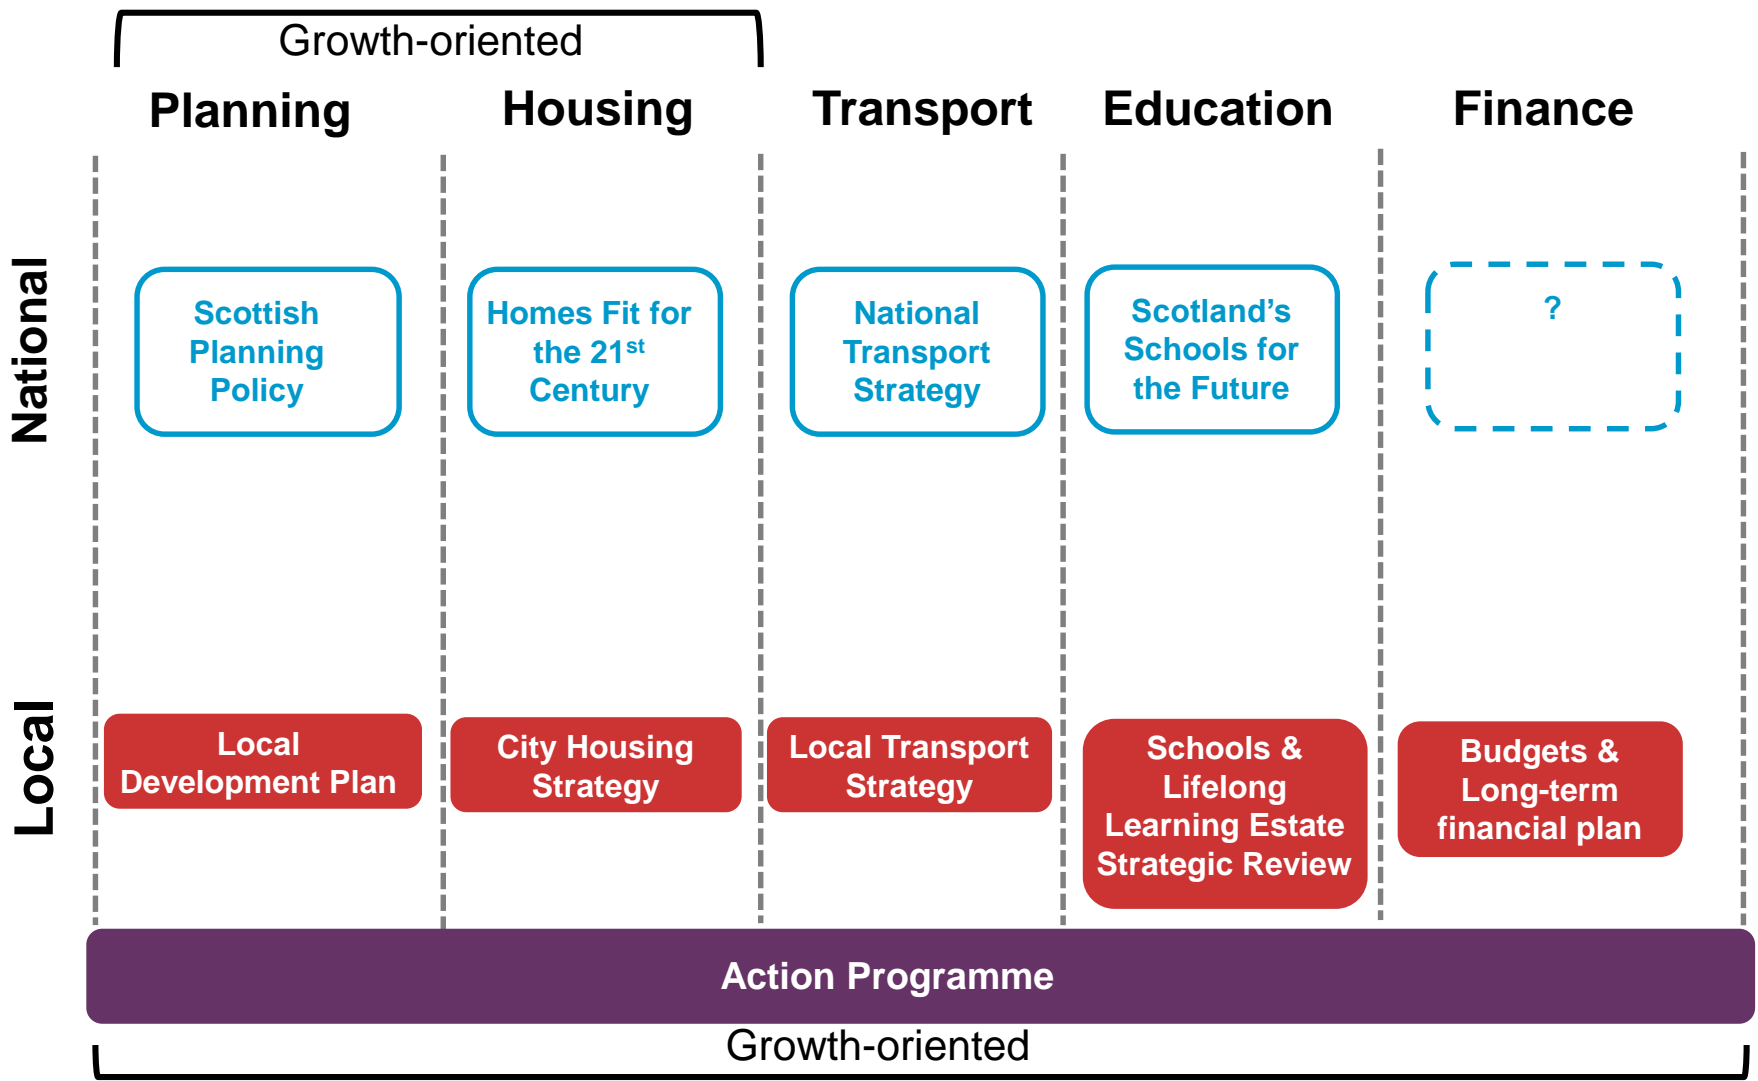 Growth-oriented
Planning
Housing
Transport
Education
Finance
National
Scottish
Planning
Policy
Homes Fit for
the 21st
Century
National
Transport
Strategy
Scotland’s
Schools for
the Future
?
Local
Local
Development Plan
City Housing
Strategy
Local Transport
Strategy
Schools &
Lifelong
Learning Estate
Strategic Review
Budgets &
Long-term
financial plan
Action Programme
Growth-oriented